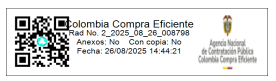 Colombia Compra Eficiente
Rad No. 2_2025_08_26_008798
Anexos: No Con copia: No
Fecha: 26/08/2025 14:44:21
Agencia Nacional
de Contratación Pública
Colombia Compra Eficiente